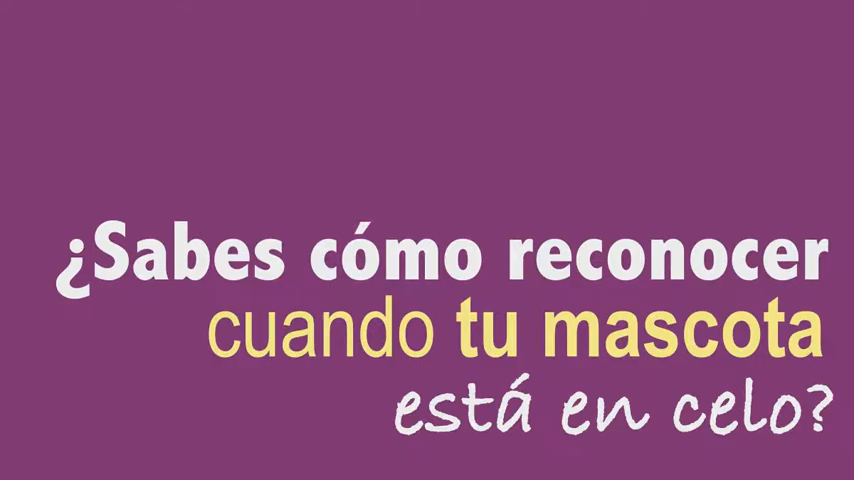 ¿Sabes cómo reconocer
cuando tu mascota
está en celo?